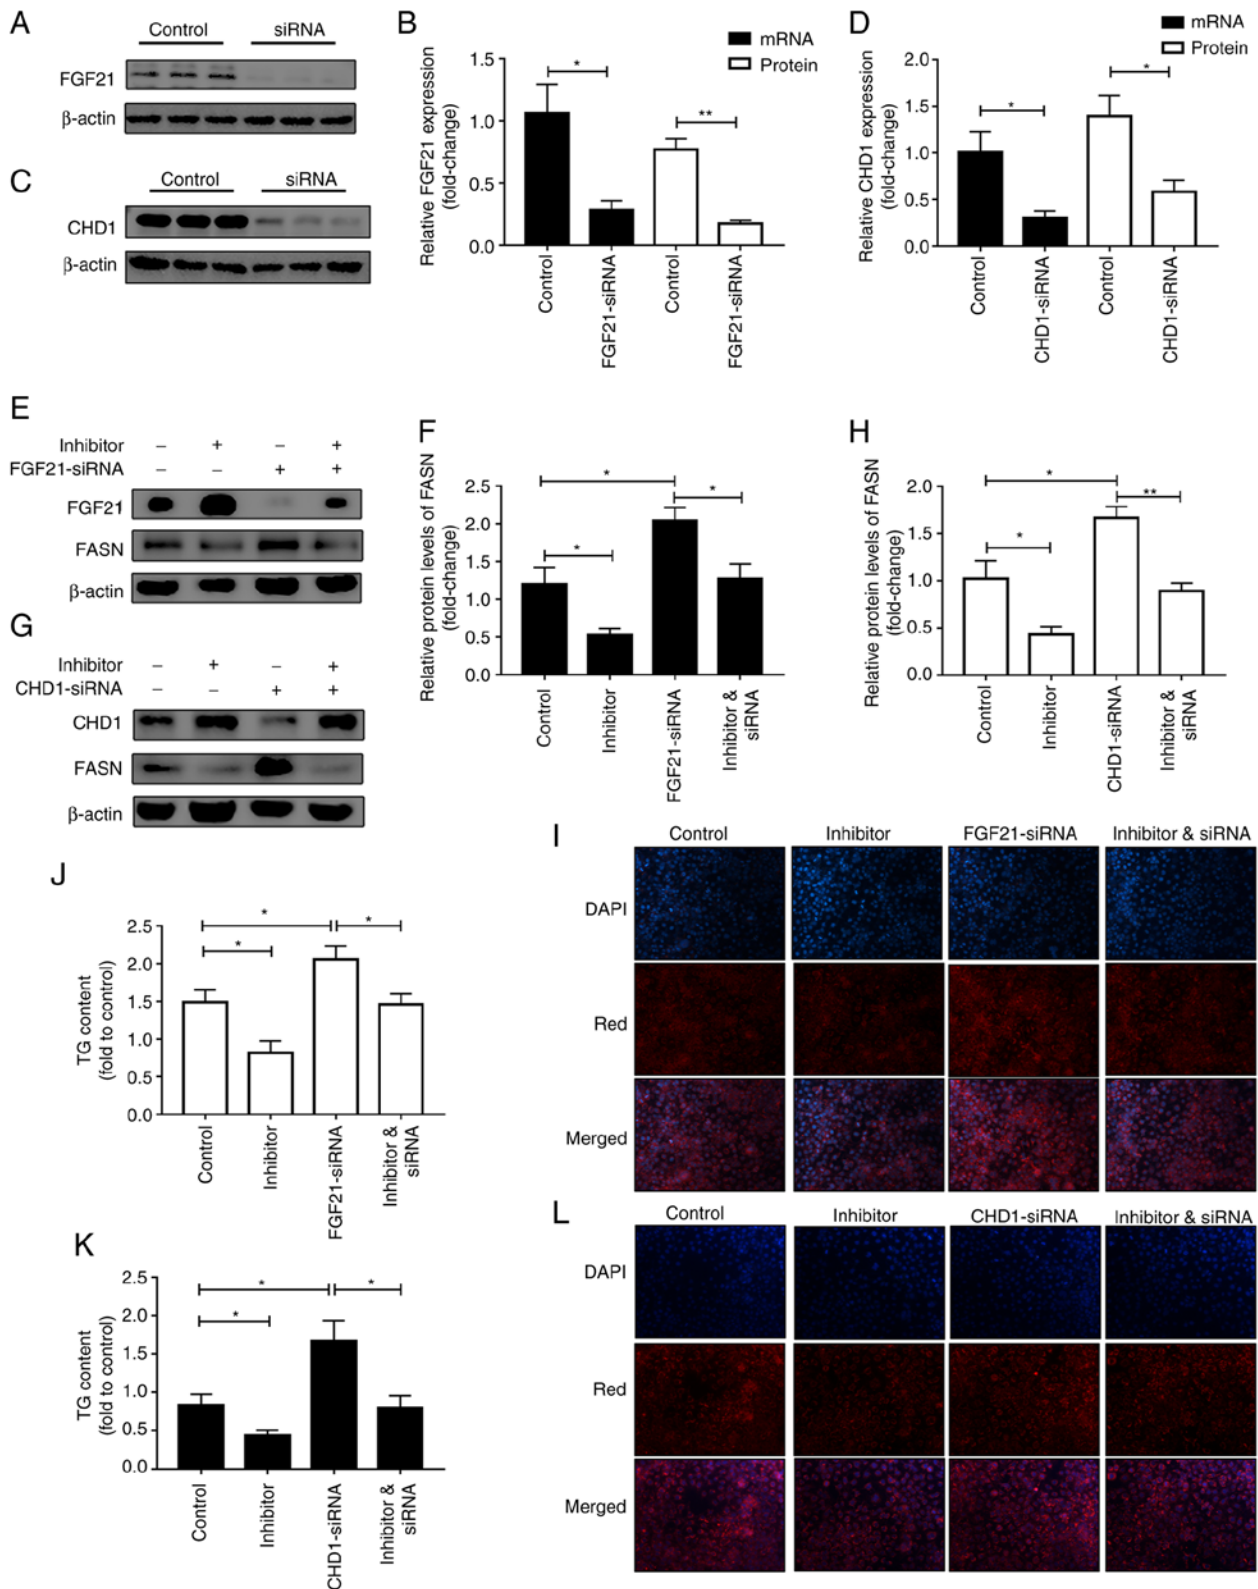 A
Control siRNA
FGF21
β-actin
B
mRNA
Protein
Relative FGF21 expression
(fold-change)
1.5
1.0
0.5
0.0
*
**
Control
FGF21-siRNA
Control
FGF21-siRNA
C
Control siRNA
CHD1
β-actin
D
mRNA
Protein
Relative CHD1 expression
(fold-change)
2.0
1.5
1.0
0.5
0.0
*
*
Control
CHD1-siRNA
Control
CHD1-siRNA
E
Inhibitor – + – +
FGF21-siRNA – – + +
FGF21
FASN
β-actin
F
Relative protein levels of FASN
(fold-change)
2.5
2.0
1.5
1.0
0.5
0.0
*
*
*
Control
Inhibitor
FGF21-siRNA
Inhibitor &
siRNA
G
Inhibitor – + – +
CHD1-siRNA – – + +
CHD1
FASN
β-actin
H
Relative protein levels of FASN
(fold-change)
2.0
1.5
1.0
0.5
0.0
*
**
*
Control
Inhibitor
CHD1-siRNA
Inhibitor &
siRNA
I
Control Inhibitor FGF21-siRNA Inhibitor & siRNA
DAPI
Red
Merged
J
TG content
(fold to control)
2.5
2.0
1.5
1.0
0.5
0.0
*
*
*
Control
Inhibitor
FGF21-siRNA
Inhibitor &
siRNA
K
TG content
(fold to control)
2.5
2.0
1.5
1.0
0.5
0.0
*
*
*
Control
Inhibitor
CHD1-siRNA
Inhibitor &
siRNA
L
Control Inhibitor CHD1-siRNA Inhibitor & siRNA
DAPI
Red
Merged